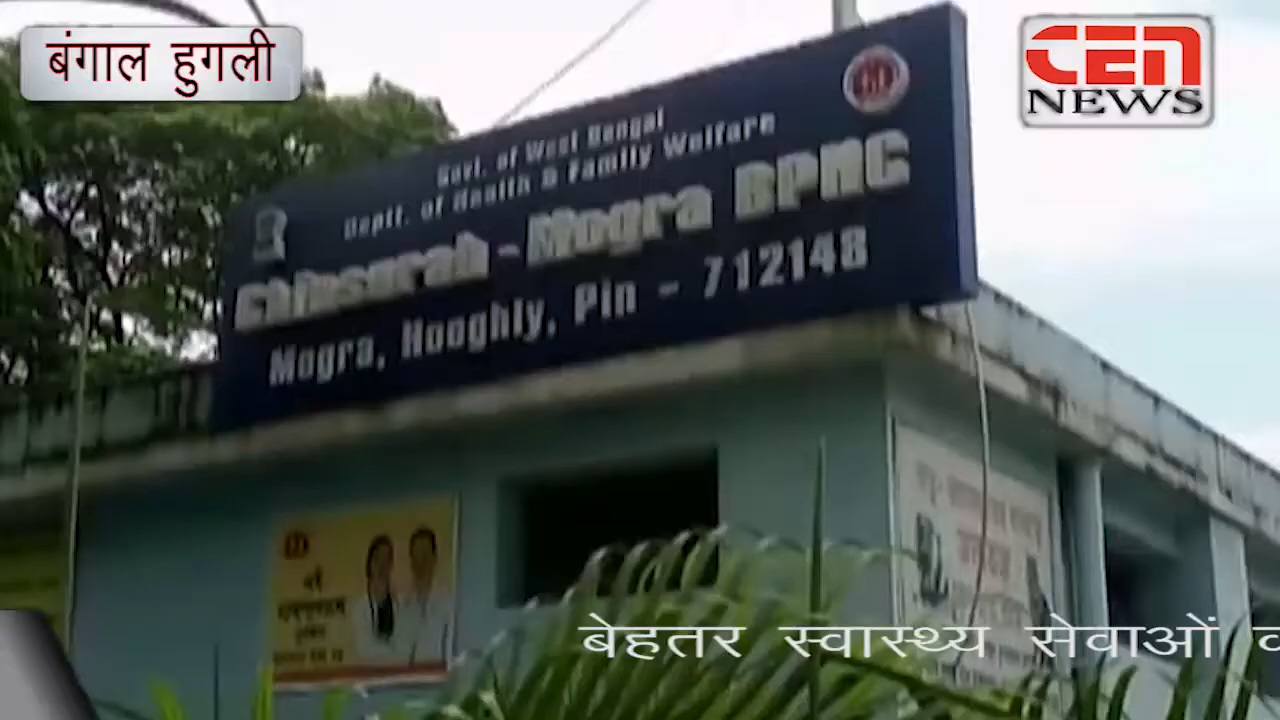 बंगाल हुगली
CEN
NEWS
Govt. of West Bengal
Deptt. of Health & Family Welfare
Chinsurah - Mogra BPHC
Mogra, Hooghly, Pin - 712148
बेहतर स्वास्थ्य सेवाओं